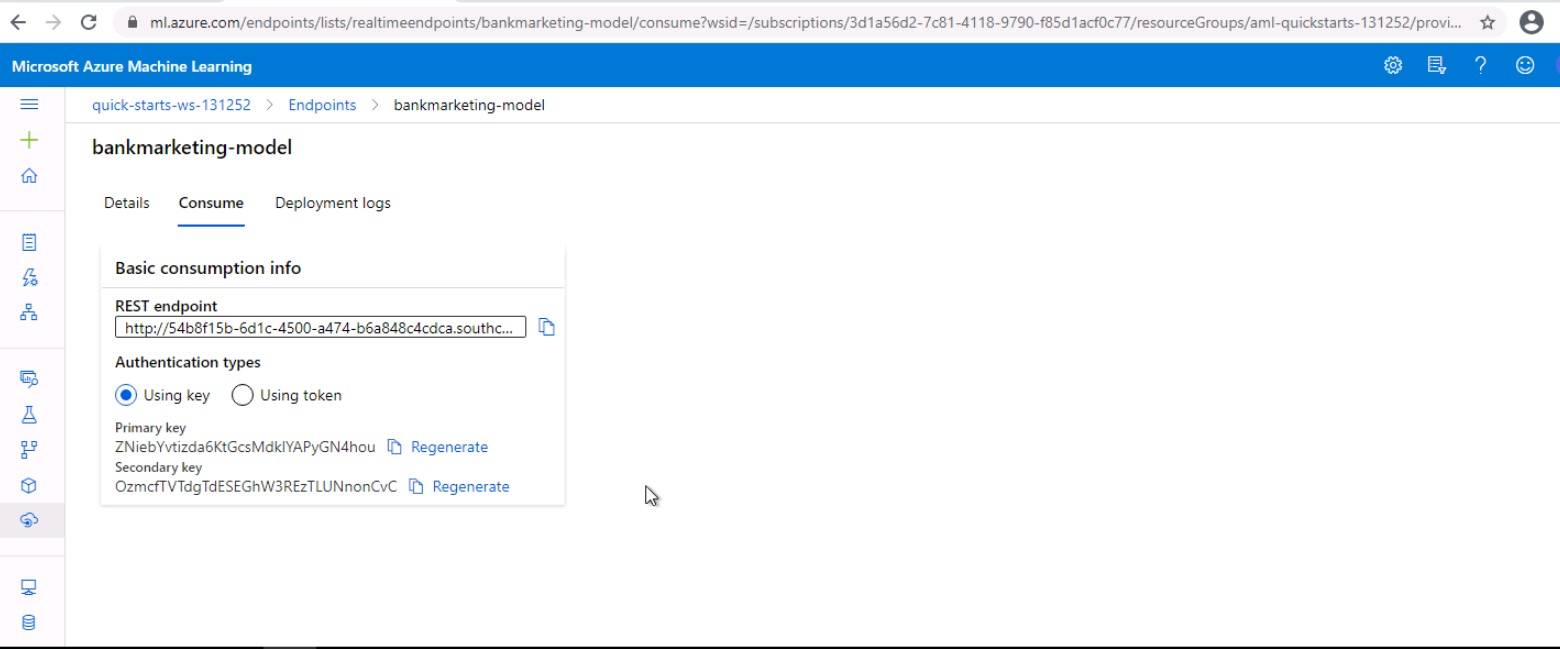 ml.azure.com/endpoints/lists/realtimeendpoints/bankmarketing-model/consume?wsid=/subscriptions/3d1a56d2-7c81-4118-9790-f85d1acf0c77/resourceGroups/aml-quickstarts-131252/provi...
Microsoft Azure Machine Learning
quick-starts-ws-131252 > Endpoints > bankmarketing-model
bankmarketing-model
Details Consume Deployment logs
Basic consumption info
REST endpoint
http://54b8f15b-6d1c-4500-a474-b6a848c4cdca.southc...
Authentication types
Using key Using token
Primary key
ZNiebYvtizda6KtGcsMdklYAPyGN4hou Regenerate
Secondary key
OzmcfTVTdgTdESEGhW3REzTLUNnonCvC Regenerate